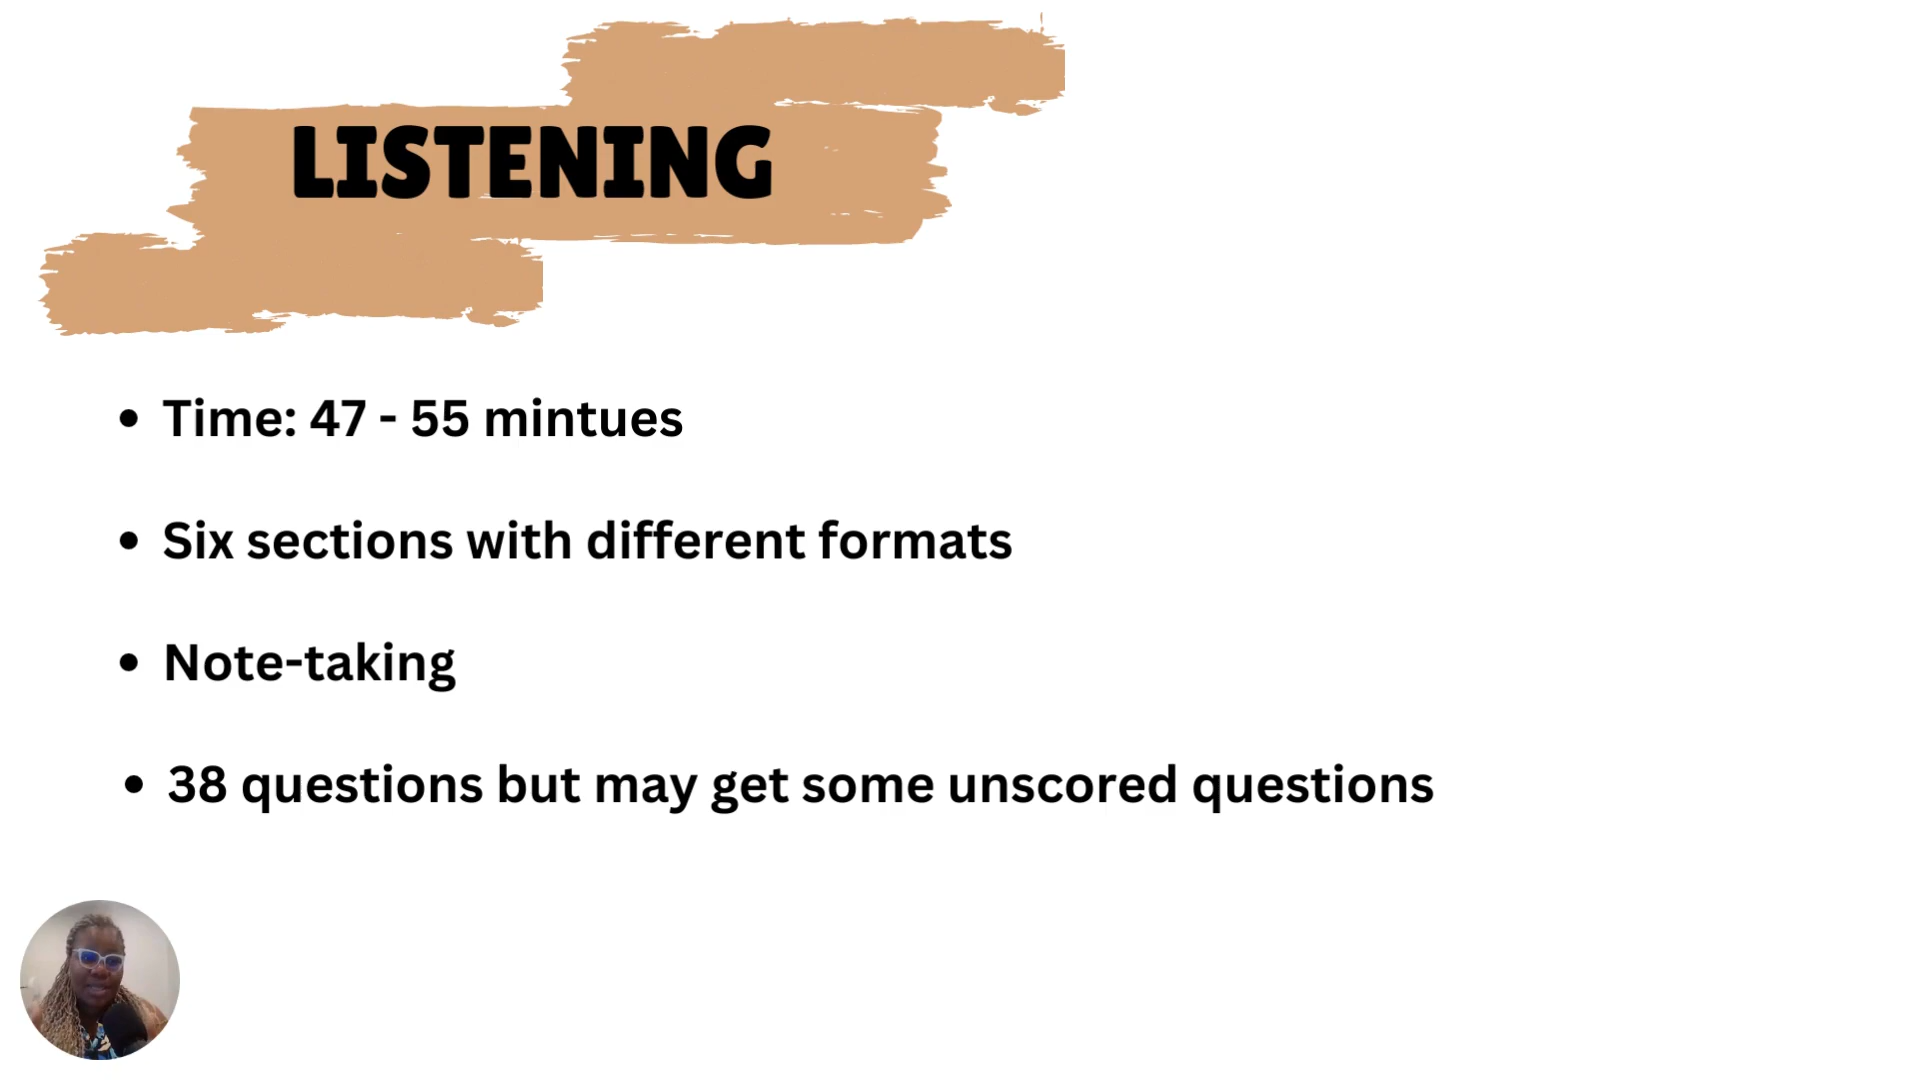 LISTENING
• Time: 47 - 55 mintues
• Six sections with different formats
• Note-taking
• 38 questions but may get some unscored questions